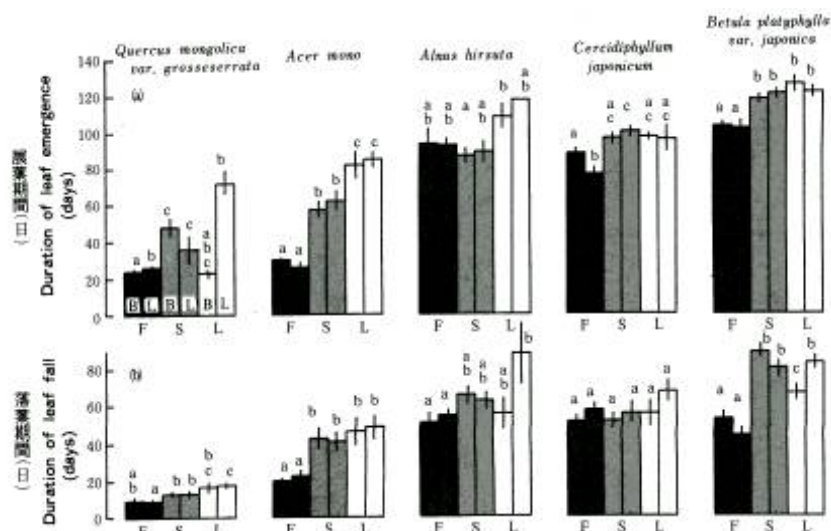 Quercus mongolica
var. grosseserrata
Acer mono
Alnus hirsuta
Cercidiphyllum
japonicum
Betula platyphylla
var. japonica
Duration of leaf emergence
(days)
140
120
100
80
60
40
20
0
(a)
a b c c a b c b
B L B L B L
F S L
a a b b c c
F S L
a b a b a a b b a b
F S L
a b a c c a c a c
F S L
a a b b b b
F S L
Duration of leaf fall
(days)
80
60
40
20
0
(b)
a b a b b b c c
F S L
a a b b b b
F S L
a a a b a b a b b
F S L
a a a a a a
F S L
a a b b c b
F S L